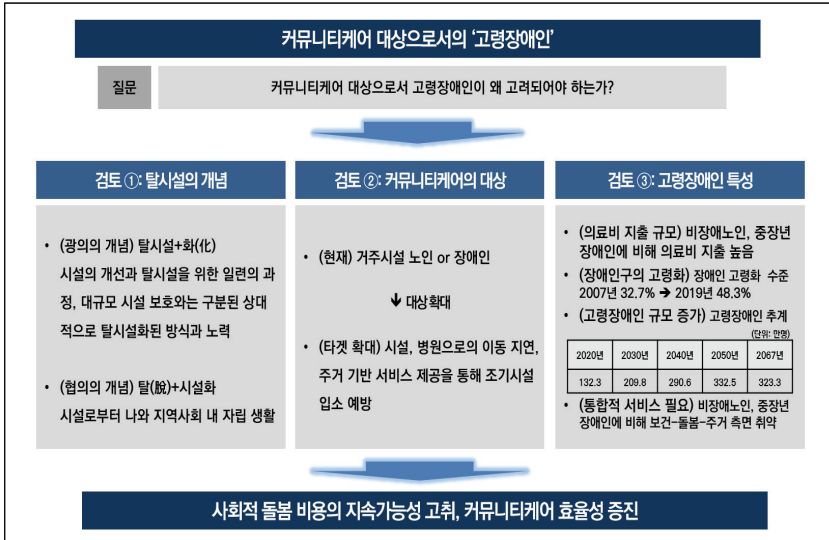 커뮤니티케어 대상으로서의 '고령장애인'
질문
커뮤니티케어 대상으로서 고령장애인이 왜 고려되어야 하는가?
검토 ①: 탈시설의 개념
• (광의의 개념) 탈시설+화(化)
시설의 개선과 탈시설을 위한 일련의 과
정, 대규모 시설 보호와는 구분된 상대
적으로 탈시설화된 방식과 노력
• (협의의 개념) 탈(脫)+시설화
시설로부터 나와 지역사회 내 자립 생활
검토 ②: 커뮤니티케어의 대상
• (현재) 거주시설 노인 or 장애인
🡻 대상확대
• (타겟 확대) 시설, 병원으로의 이동 지연,
주거 기반 서비스 제공을 통해 조기시설
입소 예방
검토 ③: 고령장애인 특성
• (의료비 지출 규모) 비장애노인, 중장년
장애인에 비해 의료비 지출 높음
• (장애인구의 고령화) 장애인 고령화 수준
2007년 32.7% ➔ 2019년 48.3%
• (고령장애인 규모 증가) 고령장애인 추계
(단위: 만명)
2020년 2030년 2040년 2050년 2067년
132.3 209.8 290.6 332.5 323.3
• (통합적 서비스 필요) 비장애노인, 중장년
장애인에 비해 보건-돌봄-주거 측면 취약
사회적 돌봄 비용의 지속가능성 고취, 커뮤니티케어 효율성 증진